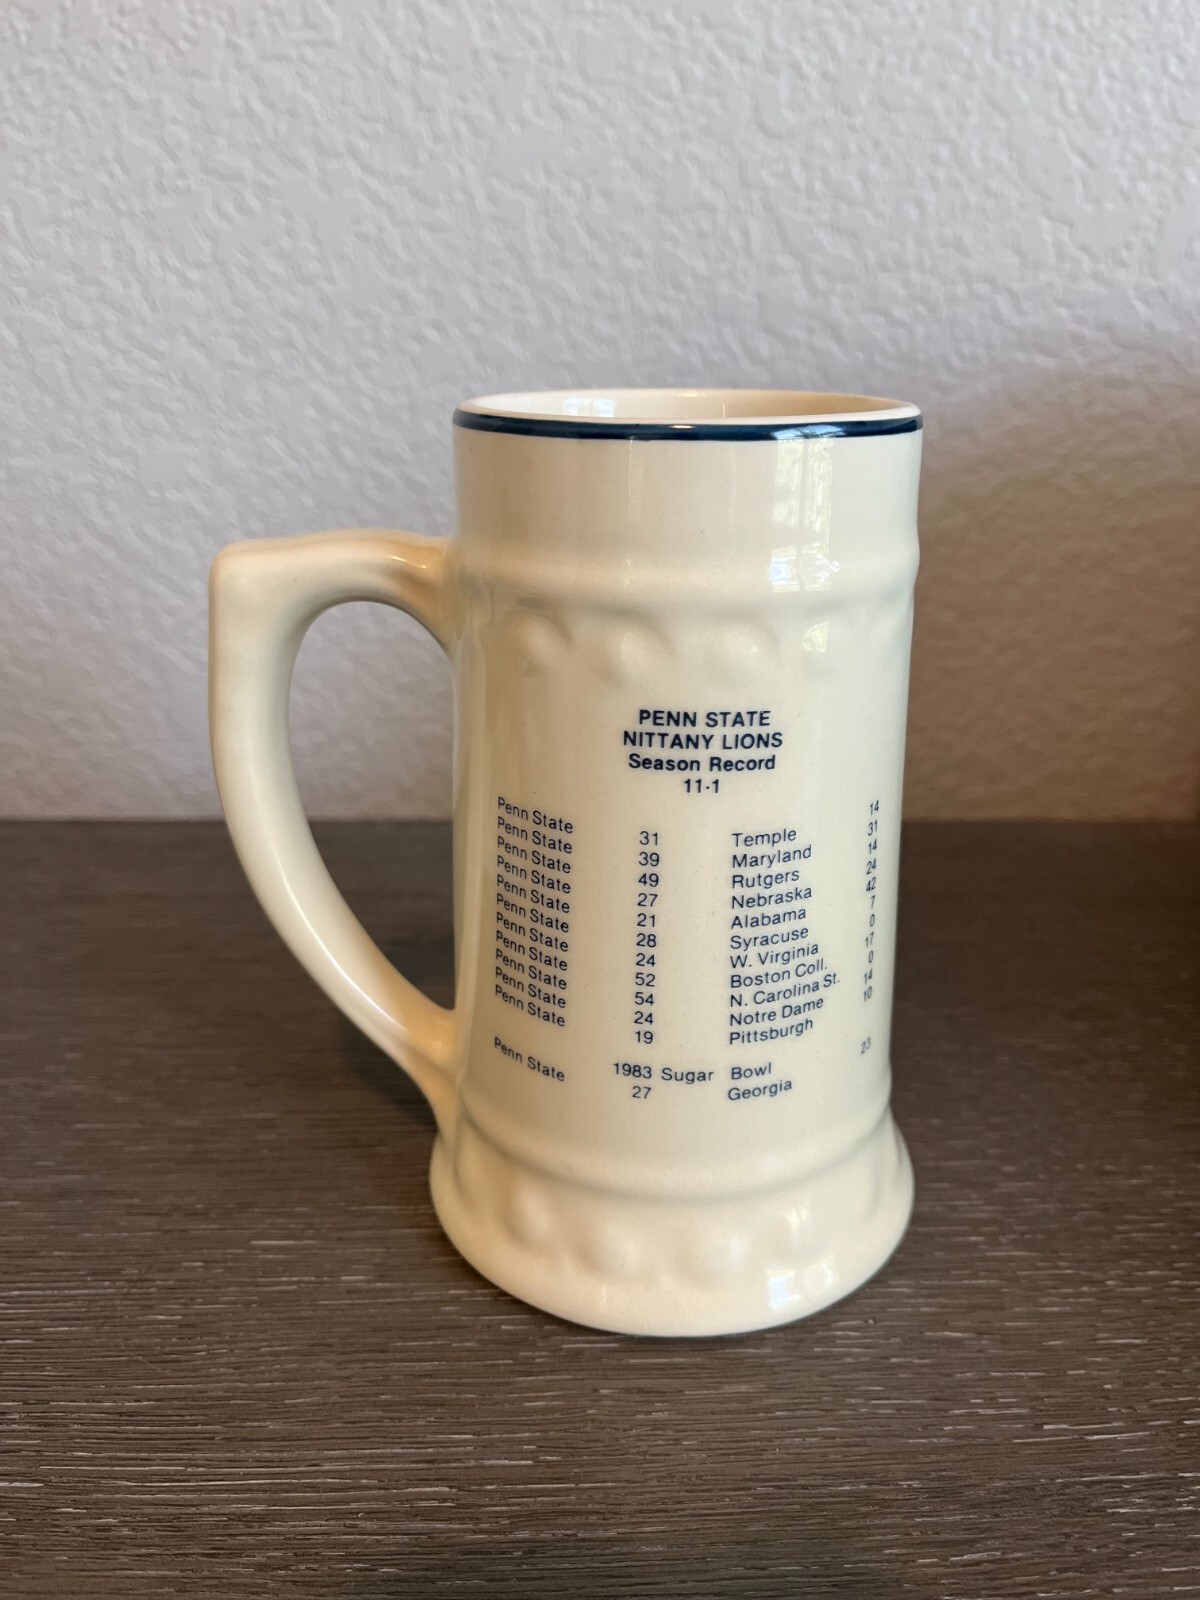 PENN STATE
NITTANY LIONS
Season Record
11-1
Penn State 31 Temple 14
Penn State 39 Maryland 31
Penn State 49 Rutgers 14
Penn State 27 Nebraska 24
Penn State 21 Alabama 42
Penn State 28 Syracuse 7
Penn State 24 W. Virginia 0
Penn State 52 Boston Coll. 17
Penn State 54 N. Carolina St. 0
Penn State 24 Notre Dame 14
Penn State 19 Pittsburgh 10
1983 Sugar Bowl
Penn State 27 Georgia 23